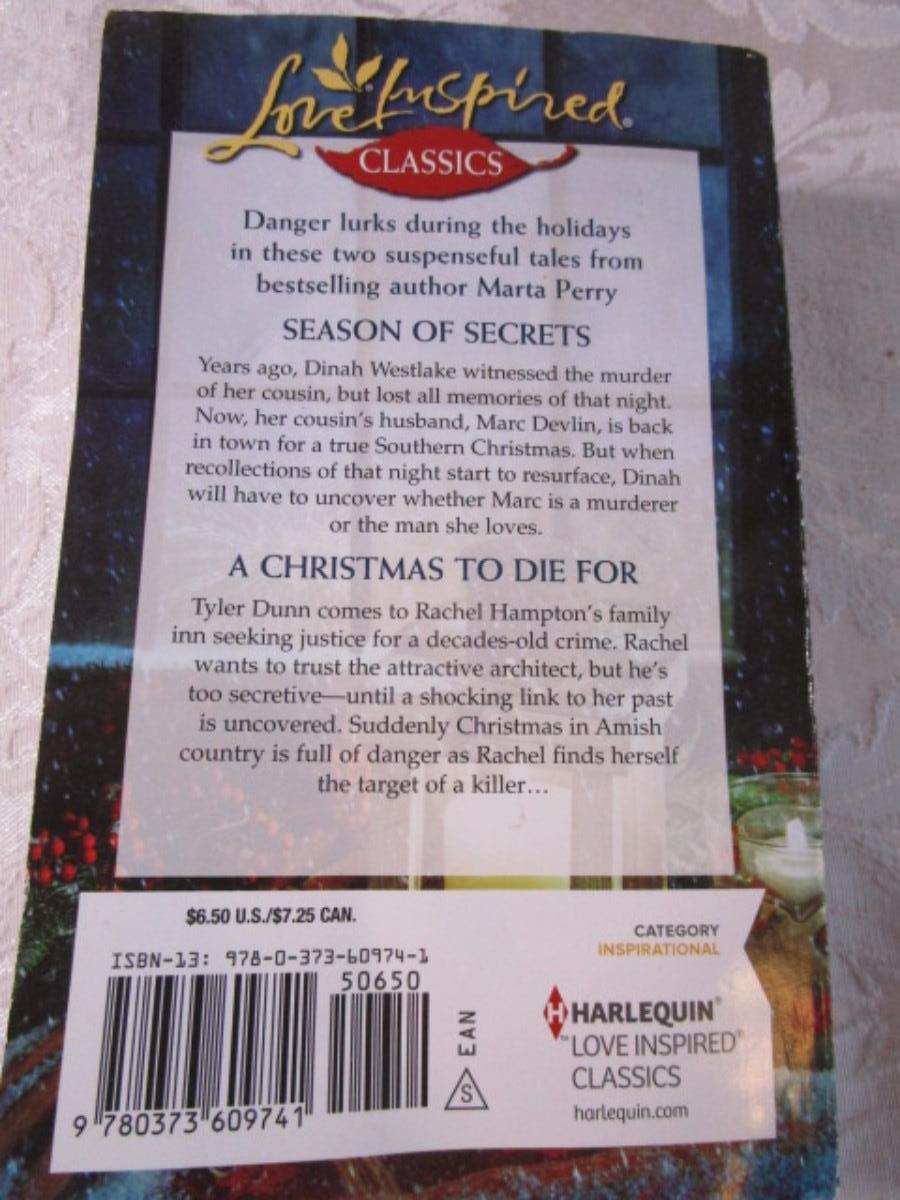 Love Inspired®
CLASSICS
Danger lurks during the holidays
in these two suspenseful tales from
bestselling author Marta Perry
SEASON OF SECRETS
Years ago, Dinah Westlake witnessed the murder
of her cousin, but lost all memories of that night.
Now, her cousin's husband, Marc Devlin, is back
in town for a true Southern Christmas. But when
recollections of that night start to resurface, Dinah
will have to uncover whether Marc is a murderer
or the man she loves.
A CHRISTMAS TO DIE FOR
Tyler Dunn comes to Rachel Hampton's family
inn seeking justice for a decades-old crime. Rachel
wants to trust the attractive architect, but he's
too secretive—until a shocking link to her past
is uncovered. Suddenly Christmas in Amish
country is full of danger as Rachel finds herself
the target of a killer…
$6.50 U.S./$7.25 CAN.
ISBN-13: 978-0-373-60974-1
50650
EAN
S
9 780373 609741
CATEGORY
INSPIRATIONAL
H HARLEQUIN®
™ LOVE INSPIRED®
CLASSICS
harlequin.com